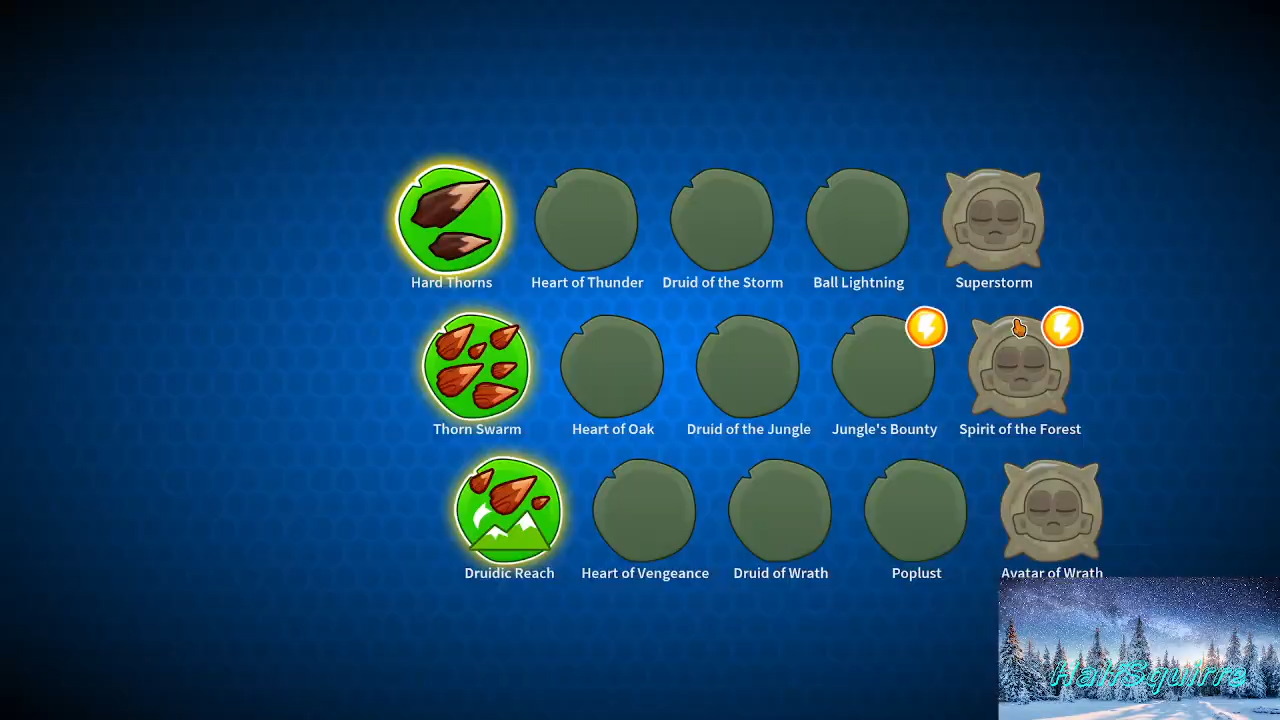 Hard Thorns Heart of Thunder Druid of the Storm Ball Lightning Superstorm
Thorn Swarm Heart of Oak Druid of the Jungle Jungle's Bounty Spirit of the Forest
Druidic Reach Heart of Vengeance Druid of Wrath Poplust Avatar of Wrath
HalfSquirra